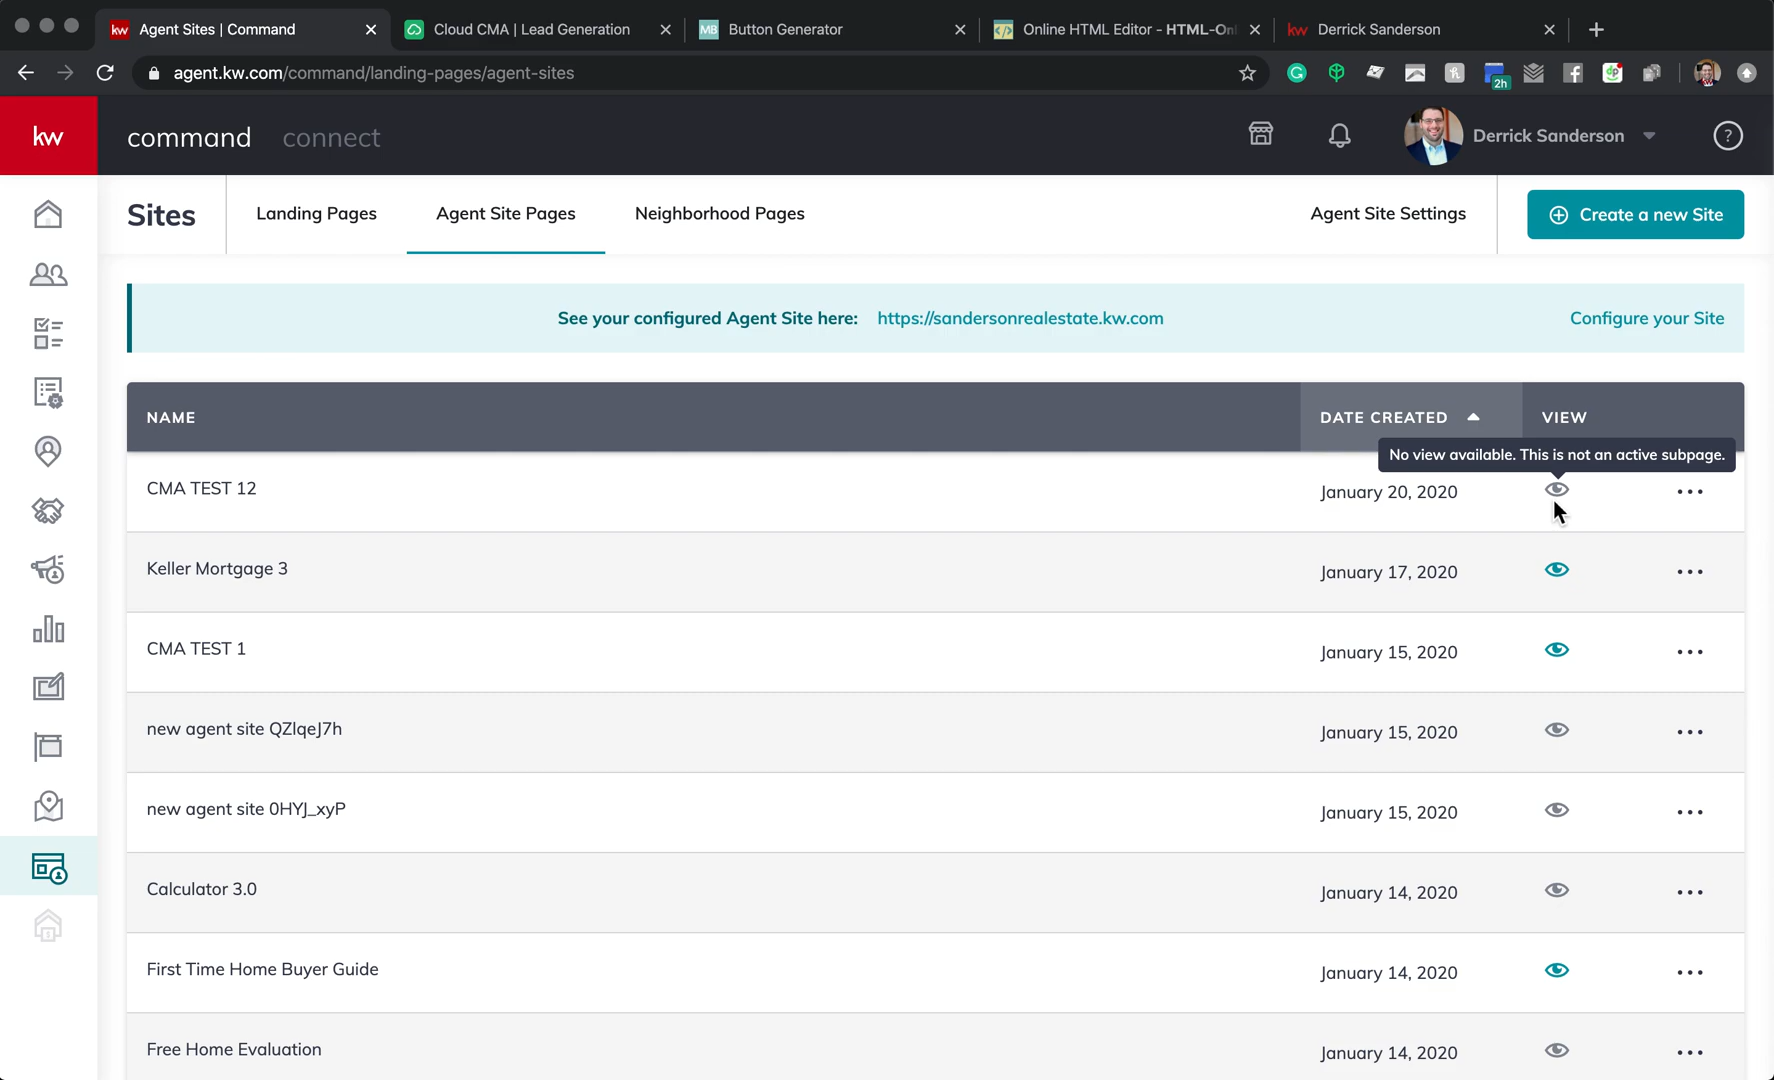 kw Agent Sites | Command
Cloud CMA | Lead Generation
MB Button Generator
Online HTML Editor - HTML-Onl
kw Derrick Sanderson
agent.kw.com/command/landing-pages/agent-sites
2h
kw
command connect
Derrick Sanderson
?
Sites
Landing Pages
Agent Site Pages
Neighborhood Pages
Agent Site Settings
Create a new Site
See your configured Agent Site here: https://sandersonrealestate.kw.com
Configure your Site
NAME DATE CREATED VIEW
No view available. This is not an active subpage.
CMA TEST 12 January 20, 2020
Keller Mortgage 3 January 17, 2020
CMA TEST 1 January 15, 2020
new agent site QZlqeJ7h January 15, 2020
new agent site 0HYJ_xyP January 15, 2020
Calculator 3.0 January 14, 2020
First Time Home Buyer Guide January 14, 2020
Free Home Evaluation January 14, 2020